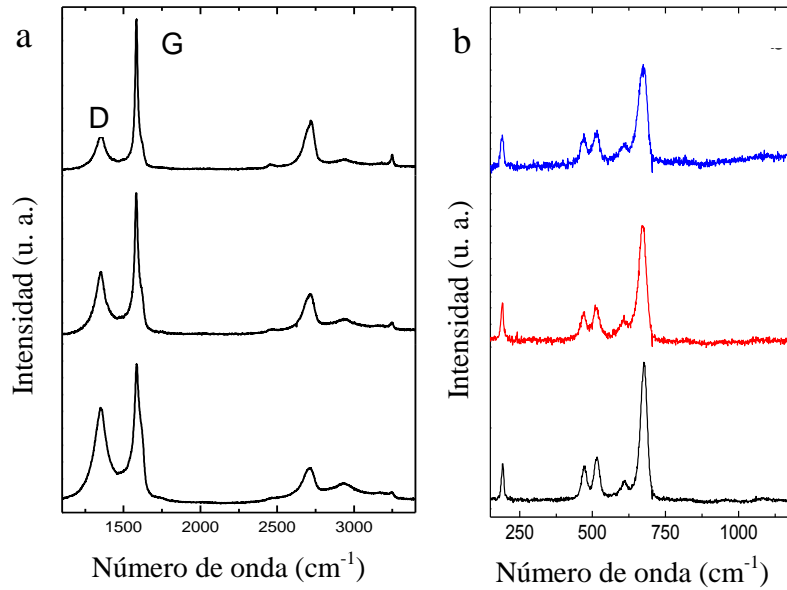 a
G
D
Intensidad (u. a.)
1500 2000 2500 3000
Número de onda (cm-1)
b
Intensidad (u. a.)
250 500 750 1000
Número de onda (cm-1)